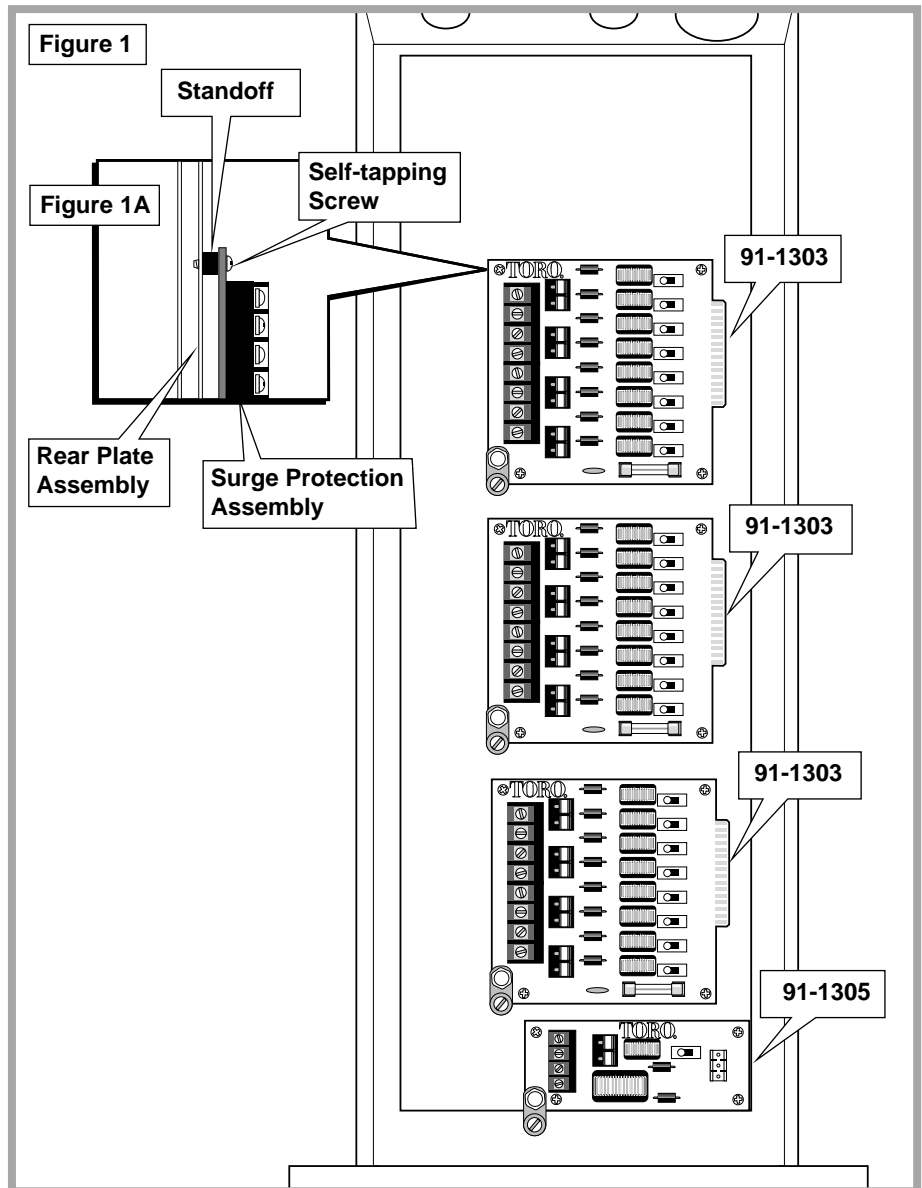 Figure 1
Standoff
Self-tapping
Screw
Figure 1A
91-1303
TORO.
Rear Plate
Assembly
Surge Protection
Assembly
91-1303
TORO.
91-1303
TORO.
91-1305
TORO.